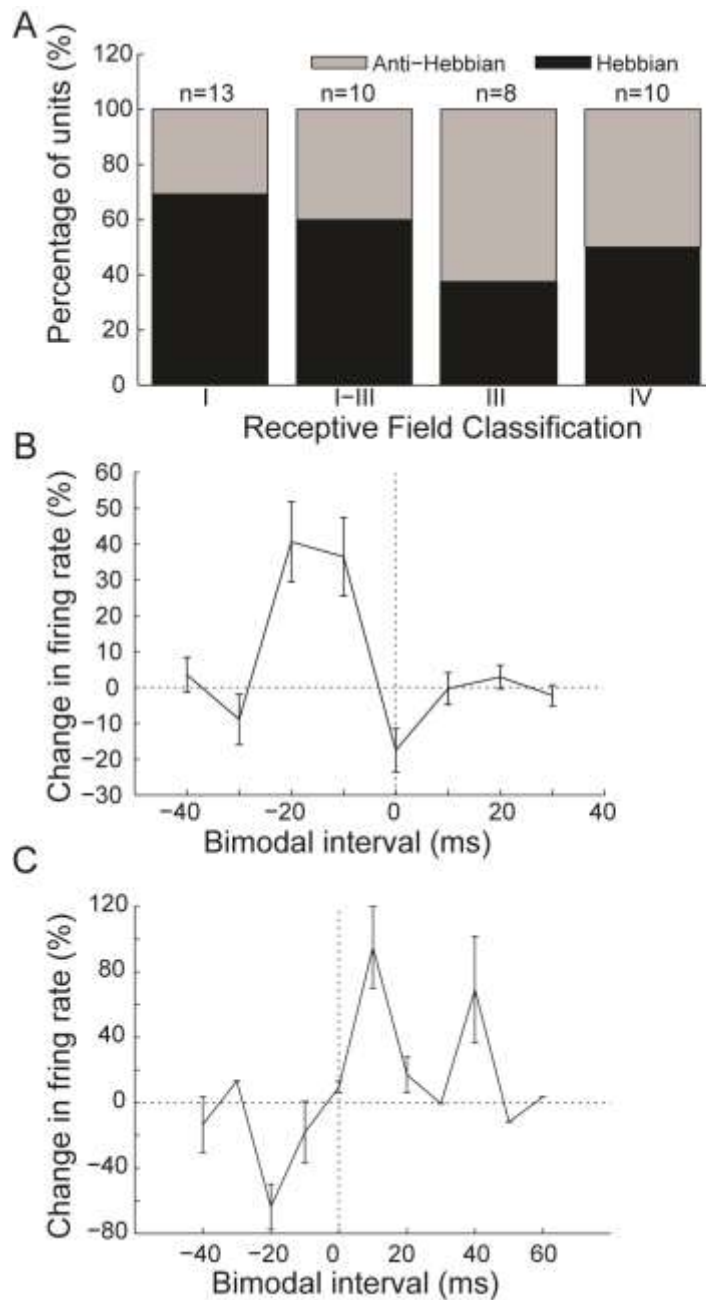 A
Percentage of units (%)
120
100
80
60
40
20
0
Anti-Hebbian
Hebbian
n=13
n=10
n=8
n=10
I
I-III
III
IV
Receptive Field Classification
B
Change in firing rate (%)
60
50
40
30
20
10
0
-10
-20
-30
-40
-20
0
20
40
Bimodal interval (ms)
C
Change in fring rate (%)
120
80
40
0
-40
-80
-40
-20
0
20
40
60
Bimodal interval (ms)